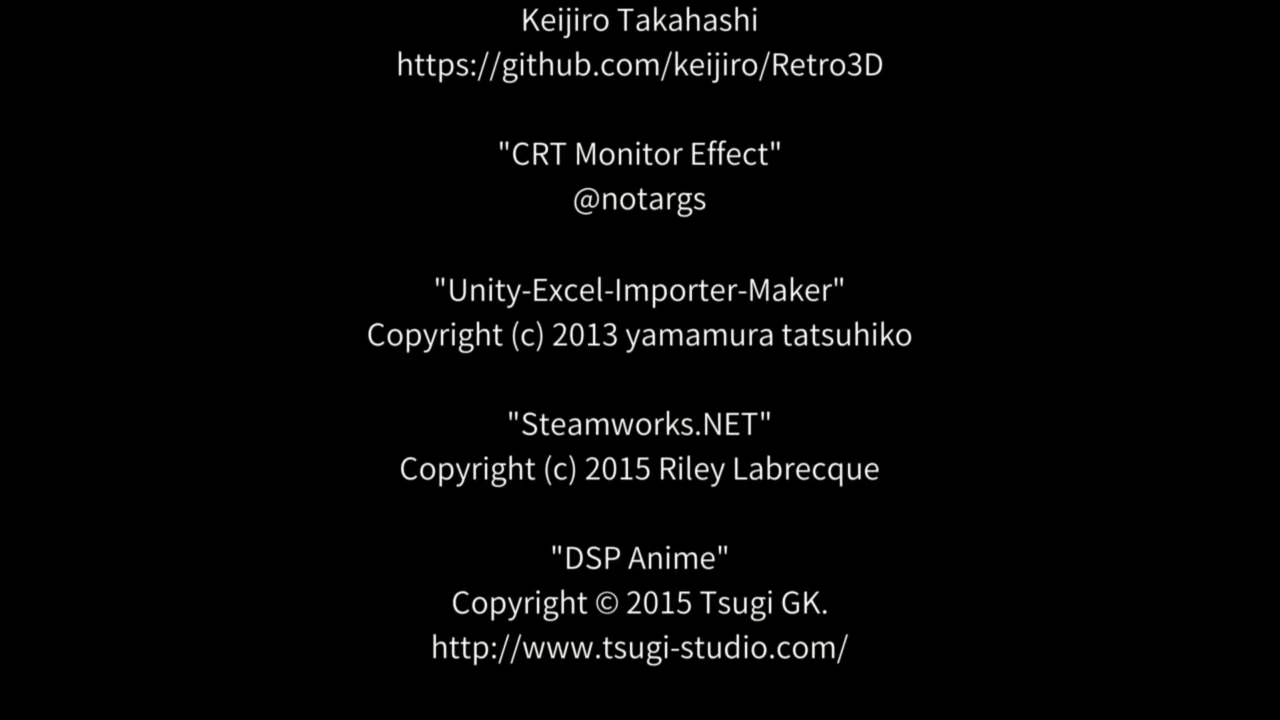 Keijiro Takahashi
https://github.com/keijiro/Retro3D
"CRT Monitor Effect"
@notargs
"Unity-Excel-Importer-Maker"
Copyright (c) 2013 yamamura tatsuhiko
"Steamworks.NET"
Copyright (c) 2015 Riley Labrecque
"DSP Anime"
Copyright © 2015 Tsugi GK.
http://www.tsugi-studio.com/